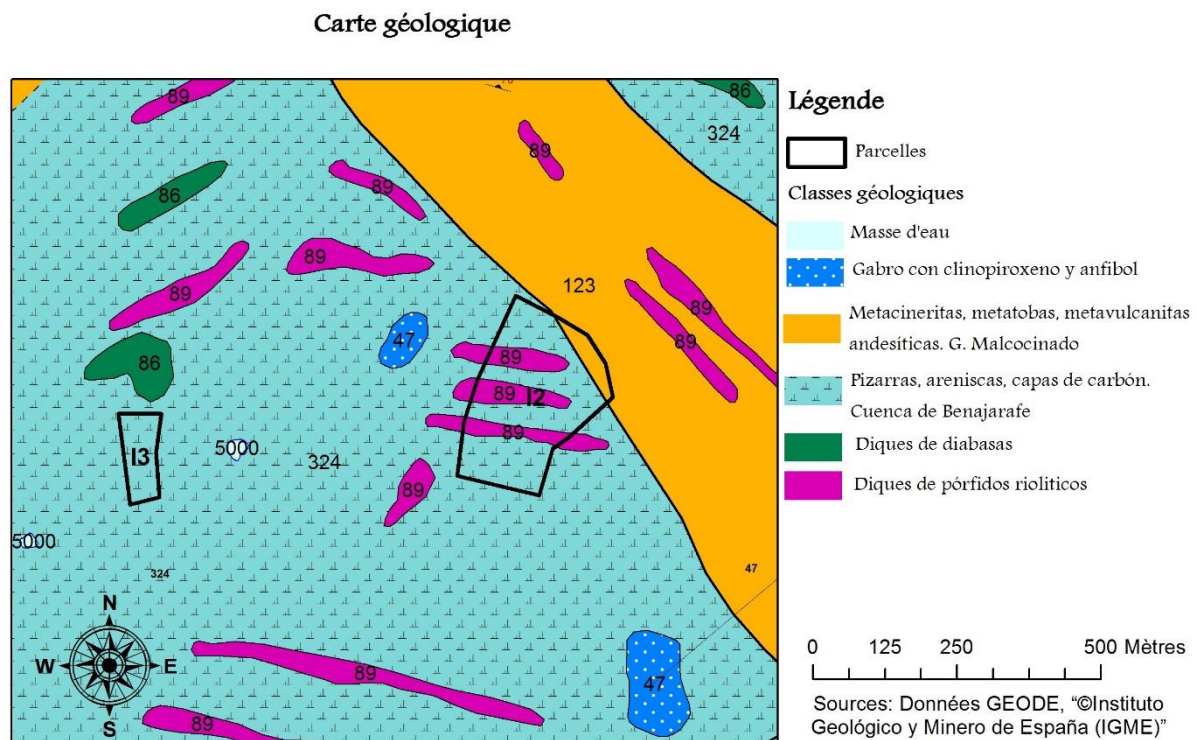 Carte géologique
89
86
324
89
89
86
89
89
89
123
89
89
47
86
89
89
I2
89
I3
5000
324
89
5000
324
47
N
W
E
S
89
47
89
Légende
Parcelles
Classes géologiques
Masse d'eau
Gabro con clinopiroxeno y anfibol
Metacineritas, metatobas, metavulcanitas
andesíticas. G. Malcocinado
Pizarras, areniscas, capas de carbón.
Cuenca de Benajarafe
Diques de diabasas
Diques de pórfidos rioliticos
0 125 250 500 Mètres
Sources: Données GEODE, “©Instituto
Geológico y Minero de España (IGME)”